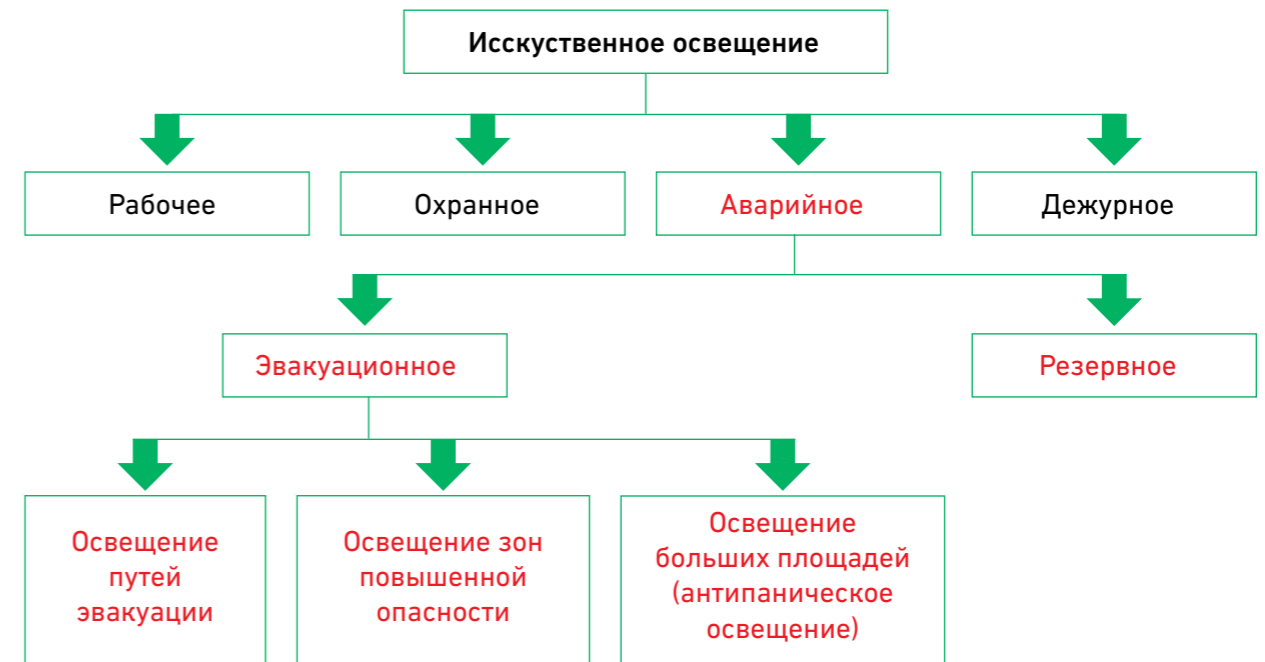 Исскуственное освещение
Рабочее
Охранное
Аварийное
Дежурное
Эвакуационное
Резервное
Освещение
путей
эвакуации
Освещение зон
повышенной
опасности
Освещение
больших площадей
(антипаническое
освещение)